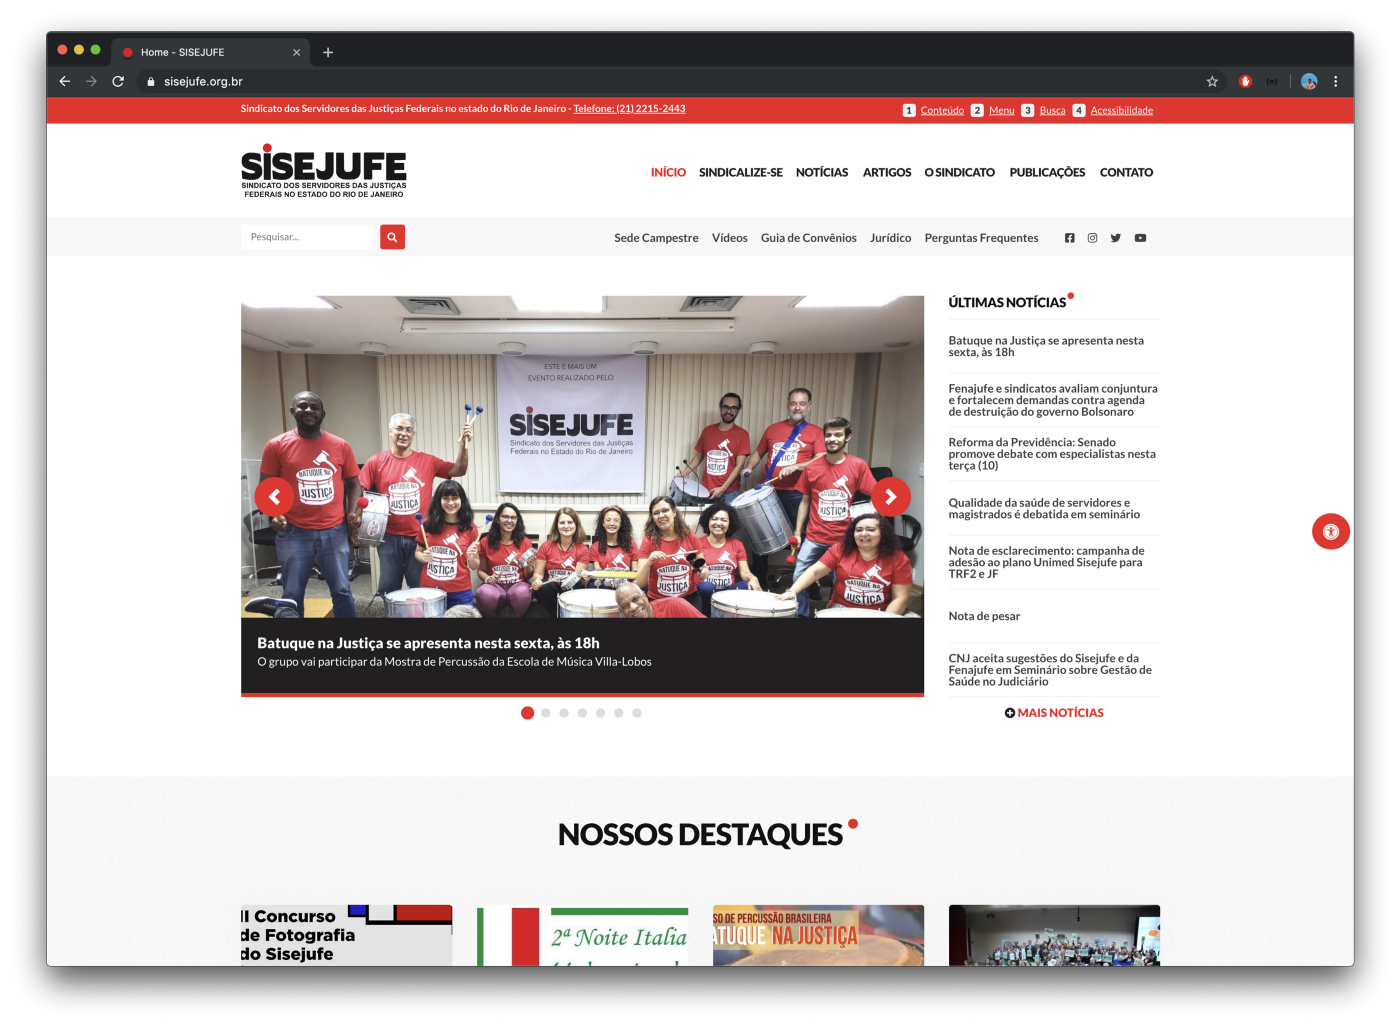 Home - SISEJUFE
sisejufe.org.br
Sindicato dos Servidores das Justiças Federais no estado do Rio de Janeiro - Telefone: (21) 2215-2443
1 Conteúdo 2 Menu 3 Busca 4 Acessibilidade
SISEJUFE
SINDICATO DOS SERVIDORES DAS JUSTIÇAS
FEDERAIS NO ESTADO DO RIO DE JANEIRO
INÍCIO SINDICALIZE-SE NOTÍCIAS ARTIGOS O SINDICATO PUBLICAÇÕES CONTATO
Pesquisar...
Sede Campestre Vídeos Guia de Convênios Jurídico Perguntas Frequentes
ESTE É MAIS UM
EVENTO REALIZADO PELO
SISEJUFE
Sindicato dos Servidores das Justiças
Federais no Estado do Rio de Janeiro
BATUQUE NA
JUSTIÇA
Batuque na Justiça se apresenta nesta sexta, às 18h
O grupo vai participar da Mostra de Percussão da Escola de Música Villa-Lobos
ÚLTIMAS NOTÍCIAS
Batuque na Justiça se apresenta nesta
sexta, às 18h
Fenajufe e sindicatos avaliam conjuntura
e fortalecem demandas contra agenda
de destruição do governo Bolsonaro
Reforma da Previdência: Senado
promove debate com especialistas nesta
terça (10)
Qualidade da saúde de servidores e
magistrados é debatida em seminário
Nota de esclarecimento: campanha de
adesão ao plano Unimed Sisejufe para
TRF2 e JF
Nota de pesar
CNJ aceita sugestões do Sisejufe e da
Fenajufe em Seminário sobre Gestão de
Saúde no Judiciário
MAIS NOTÍCIAS
NOSSOS DESTAQUES
II Concurso
de Fotografia
do Sisejufe
2ª Noite Italia
SO DE PERCUSSÃO BRASILEIRA
ATUQUE NA JUSTIÇA